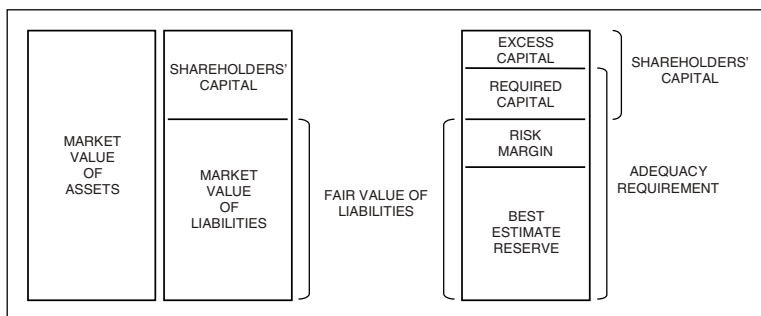 MARKET
VALUE
OF
ASSETS
SHAREHOLDERS'
CAPITAL
MARKET
VALUE
OF
LIABILITIES
FAIR VALUE OF
LIABILITIES
EXCESS
CAPITAL
REQUIRED
CAPITAL
RISK
MARGIN
BEST
ESTIMATE
RESERVE
SHAREHOLDERS'
CAPITAL
ADEQUACY
REQUIREMENT